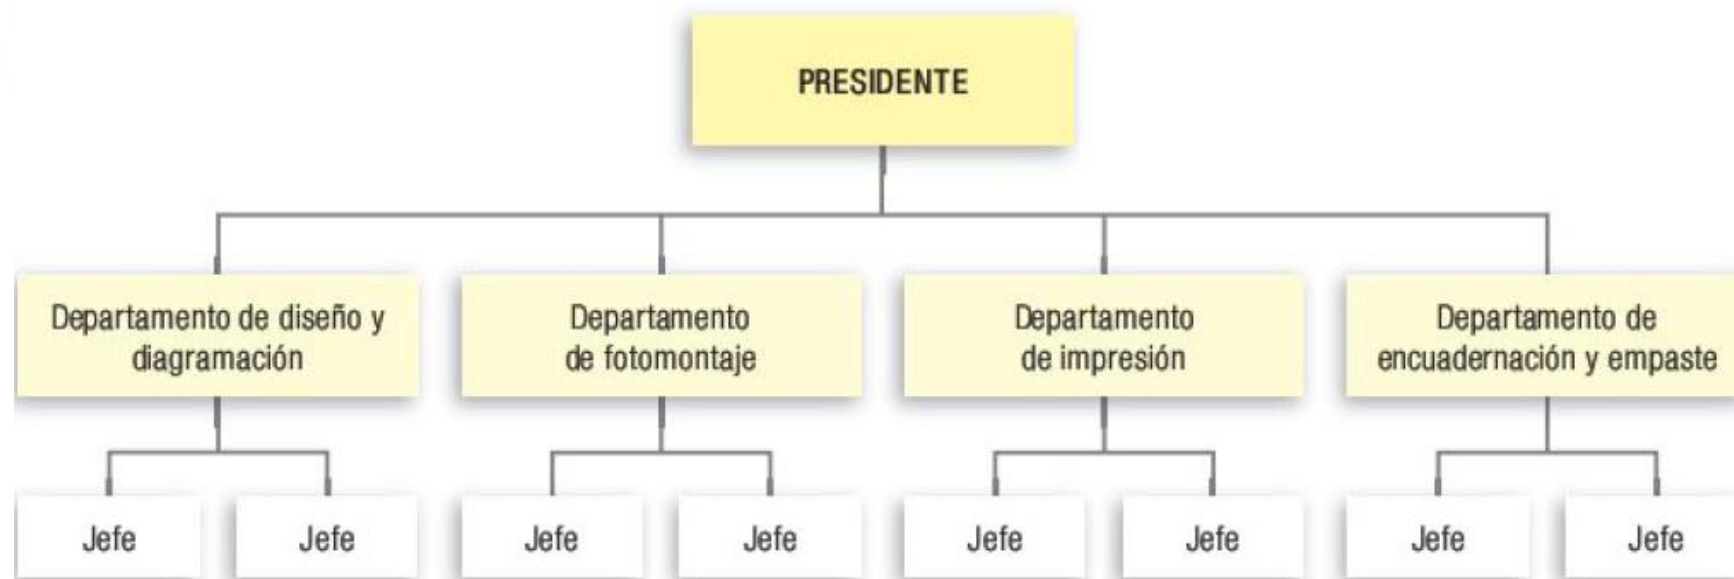 PRESIDENTE
Departamento de diseño y
diagramación
Departamento
de fotomontaje
Departamento
de impresión
Departamento de
encuadernación y empaste
Jefe
Jefe
Jefe
Jefe
Jefe
Jefe
Jefe
Jefe